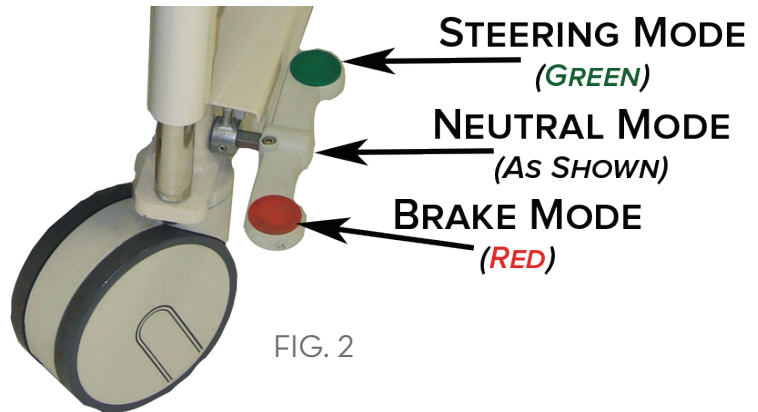 STEERING MODE
(GREEN)
NEUTRAL MODE
(AS SHOWN)
BRAKE MODE
(RED)
FIG. 2